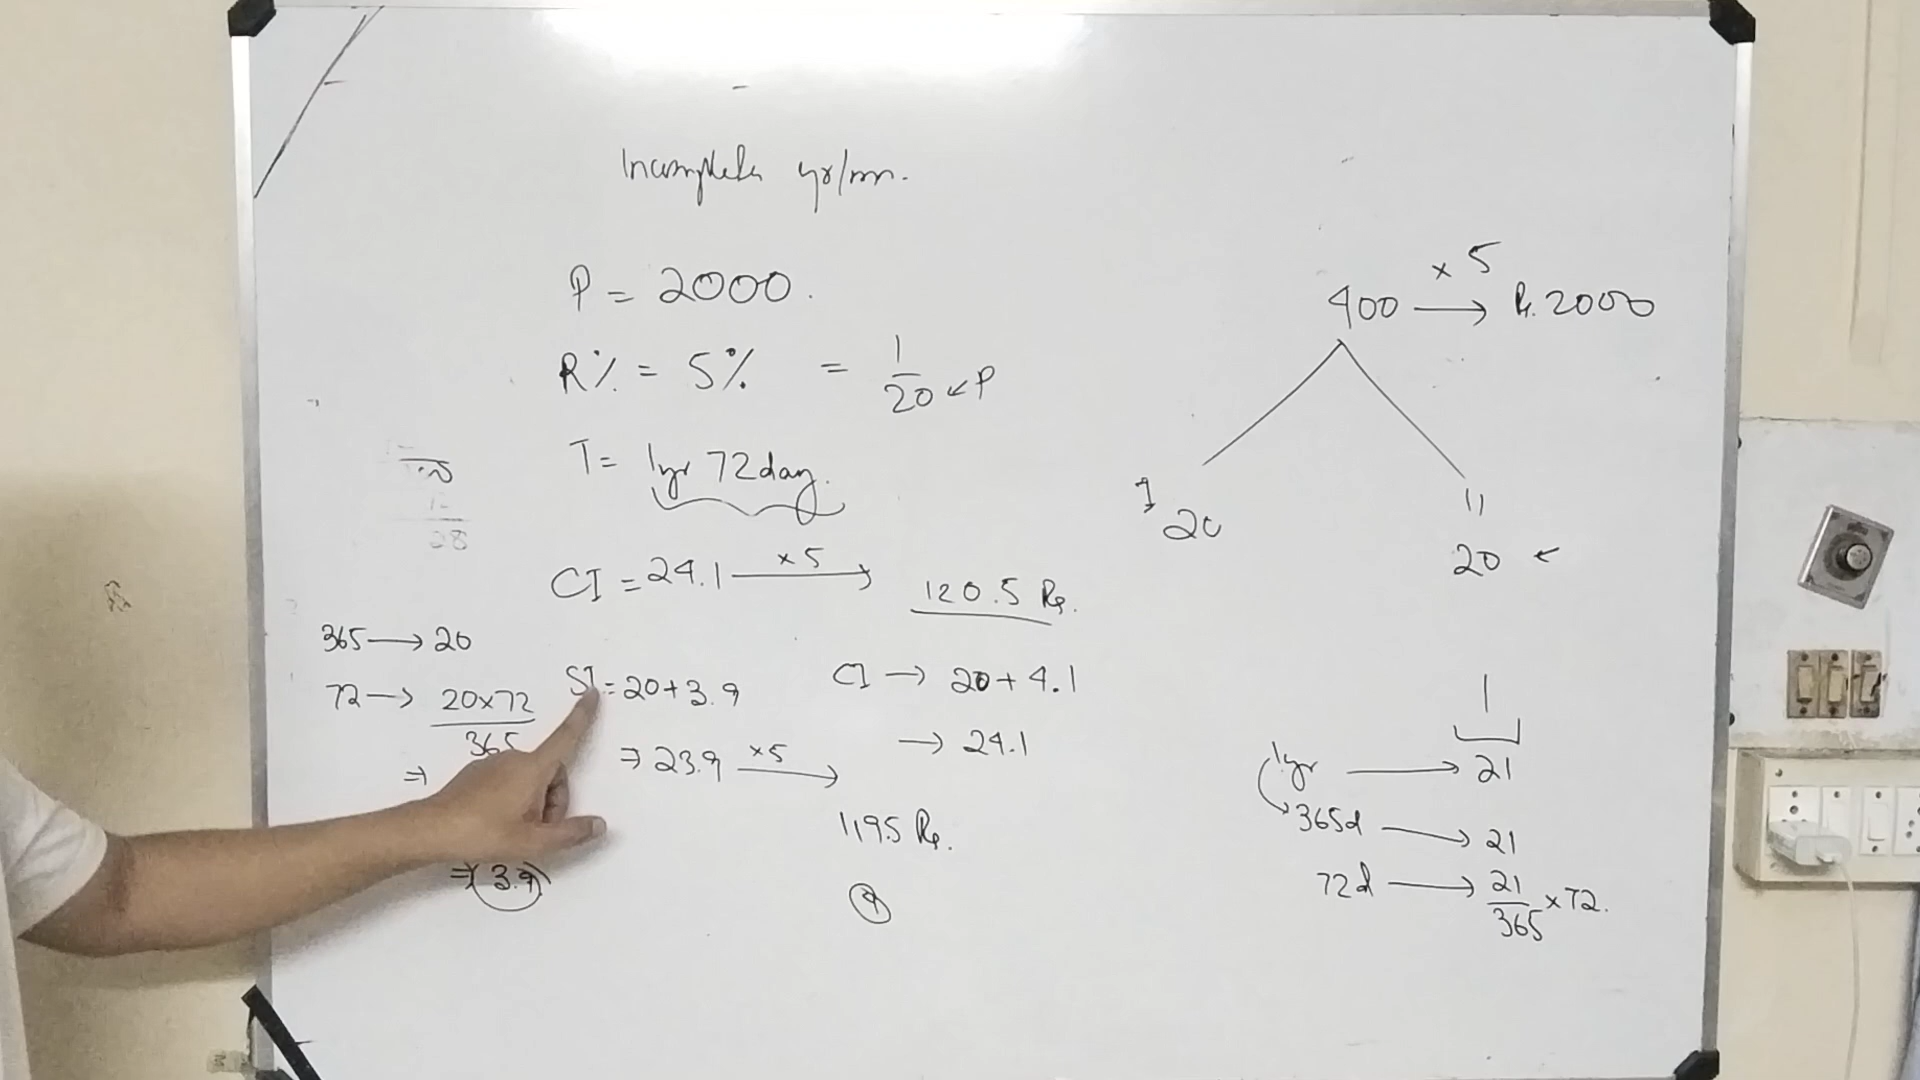 Incomplete yr/mn.
P = 2000.
R% = 5% = 1/20 ← P
T = 1yr 72day.
CI = 24.1 ×5 → 120.5 Rs.
365 → 20
72 → 20×72/365
⇒
⇒ 3.9
SI = 20+3.9
⇒ 23.9 ×5 →
119.5 Rs.
CI → 20+4.1
→ 24.1
400 ×5 → Rs. 2000
I
20
II
20 ←
1
1yr → 21
365d → 21
72d → 21/365 ×72.